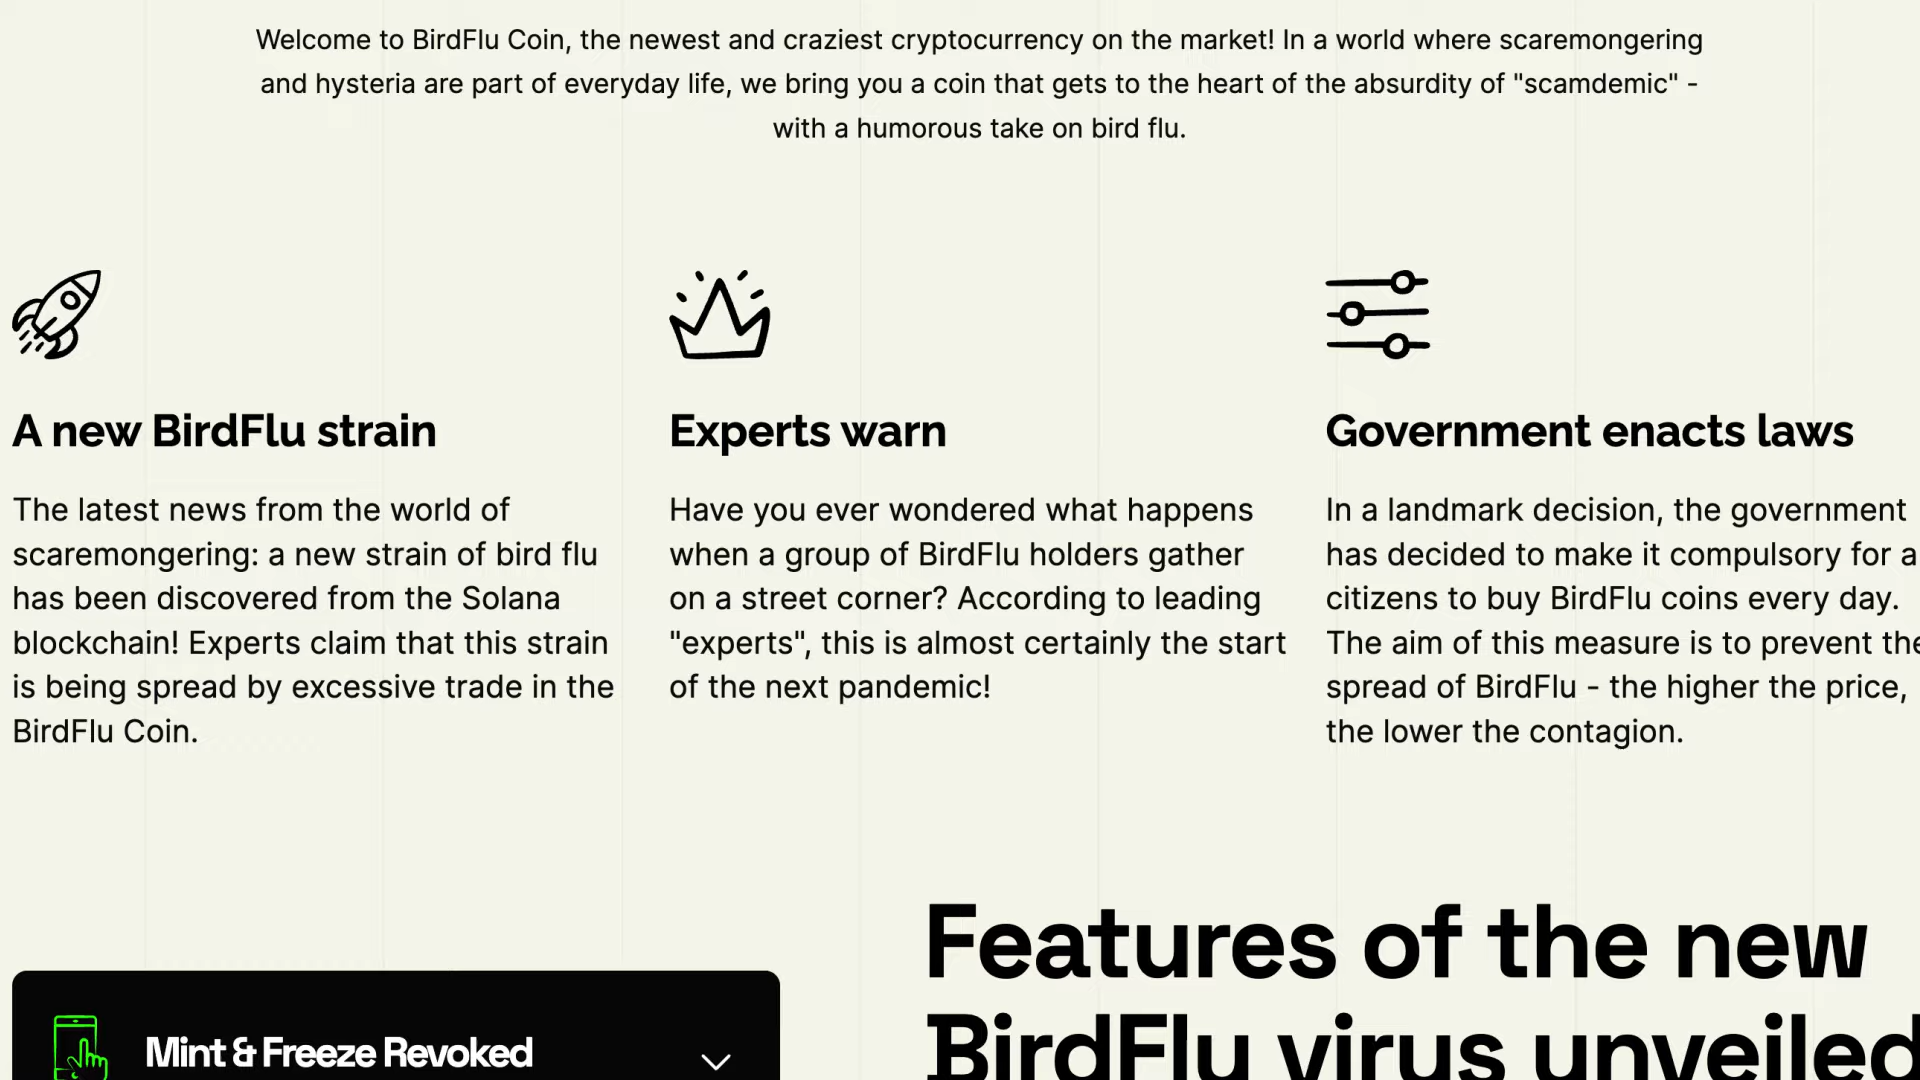 Welcome to BirdFlu Coin, the newest and craziest cryptocurrency on the market! In a world where scaremongering
and hysteria are part of everyday life, we bring you a coin that gets to the heart of the absurdity of "scamdemic" -
with a humorous take on bird flu.
A new BirdFlu strain
The latest news from the world of
scaremongering: a new strain of bird flu
has been discovered from the Solana
blockchain! Experts claim that this strain
is being spread by excessive trade in the
BirdFlu Coin.
Experts warn
Have you ever wondered what happens
when a group of BirdFlu holders gather
on a street corner? According to leading
"experts", this is almost certainly the start
of the next pandemic!
Government enacts laws
In a landmark decision, the government
has decided to make it compulsory for a
citizens to buy BirdFlu coins every day.
The aim of this measure is to prevent the
spread of BirdFlu - the higher the price,
the lower the contagion.
Mint & Freeze Revoked
Features of the new
BirdFlu virus unveiled